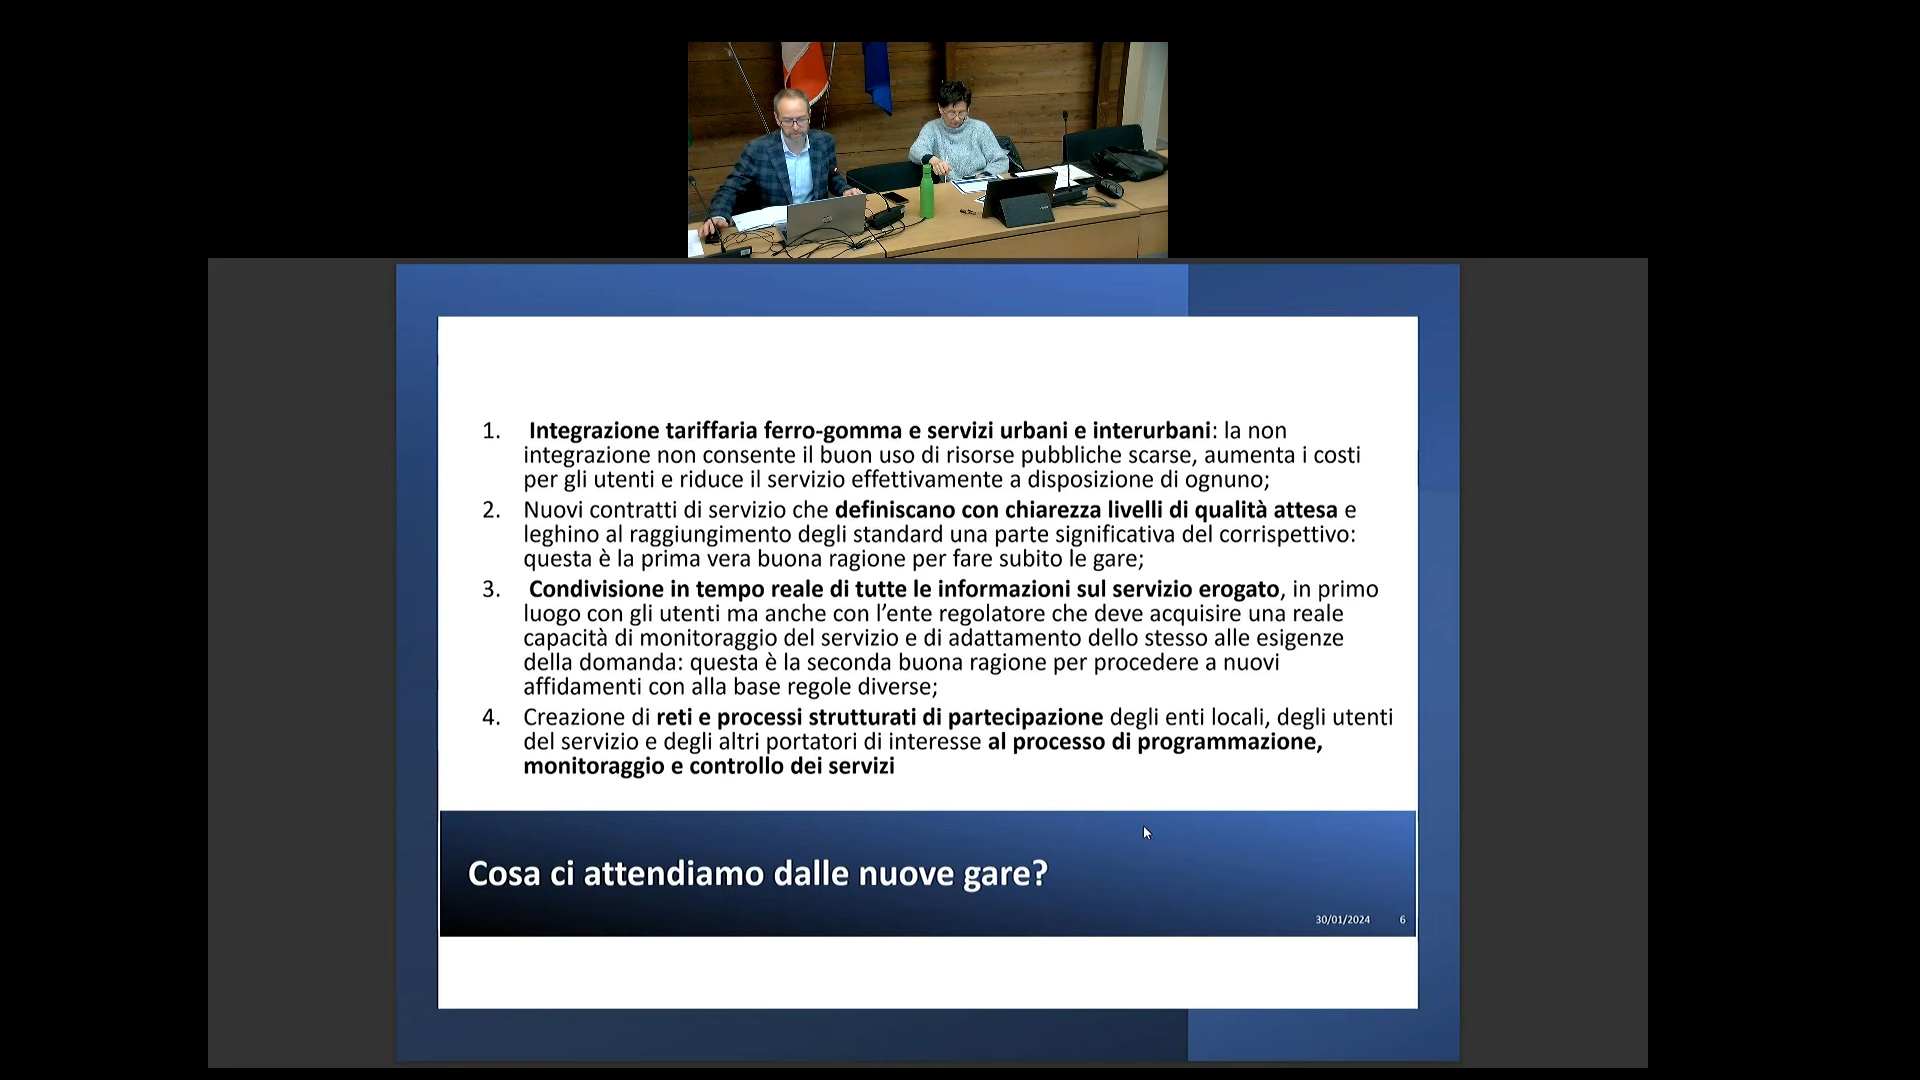 1. Integrazione tariffaria ferro-gomma e servizi urbani e interurbani: la non
integrazione non consente il buon uso di risorse pubbliche scarse, aumenta i costi
per gli utenti e riduce il servizio effettivamente a disposizione di ognuno;
2. Nuovi contratti di servizio che definiscano con chiarezza livelli di qualità attesa e
leghino al raggiungimento degli standard una parte significativa del corrispettivo:
questa è la prima vera buona ragione per fare subito le gare;
3. Condivisione in tempo reale di tutte le informazioni sul servizio erogato, in primo
luogo con gli utenti ma anche con l’ente regolatore che deve acquisire una reale
capacità di monitoraggio del servizio e di adattamento dello stesso alle esigenze
della domanda: questa è la seconda buona ragione per procedere a nuovi
affidamenti con alla base regole diverse;
4. Creazione di reti e processi strutturati di partecipazione degli enti locali, degli utenti
del servizio e degli altri portatori di interesse al processo di programmazione,
monitoraggio e controllo dei servizi
Cosa ci attendiamo dalle nuove gare?
30/01/2024 6